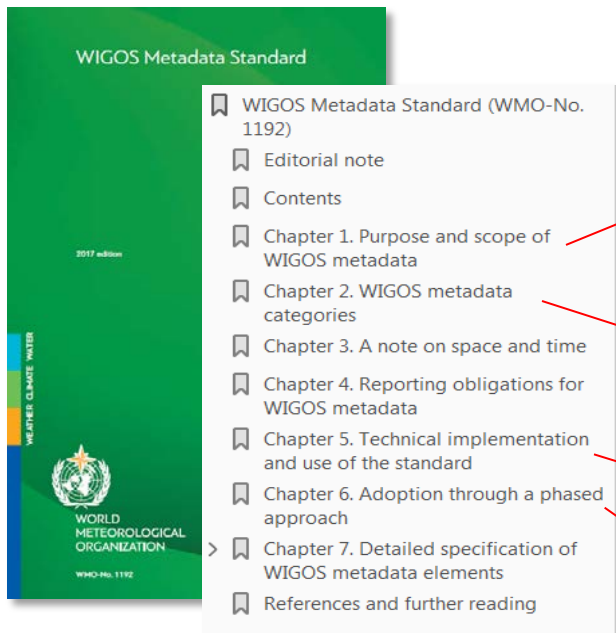 WIGOS Metadata Standard
2017 edition
WEATHER CLIMATE WATER
WORLD
METEOROLOGICAL
ORGANIZATION
WMO-No. 1192
WIGOS Metadata Standard (WMO-No.
1192)
Editorial note
Contents
Chapter 1. Purpose and scope of
WIGOS metadata
Chapter 2. WIGOS metadata
categories
Chapter 3. A note on space and time
Chapter 4. Reporting obligations for
WIGOS metadata
Chapter 5. Technical implementation
and use of the standard
Chapter 6. Adoption through a phased
approach
Chapter 7. Detailed specification of
WIGOS metadata elements
References and further reading